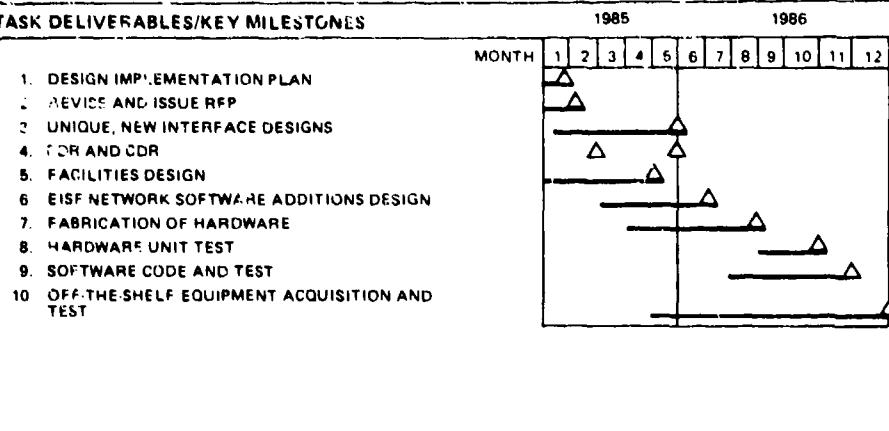 TASK DELIVERABLES/KEY MILESTONES 1985 1986
MONTH 1 2 3 4 5 6 7 8 9 10 11 12
1. DESIGN IMPLEMENTATION PLAN
AND ISSUE RFP
UNIQUE, NEW INTERFACE DESIGNS
4. AND CDR
5. FACILITIES DESIGN
6 EISF NETWORK SOFTWARE ADDITIONS DESIGN
7. FABRICATION OF HARDWARE
8. HARDWARE UNIT TEST
9. SOFTWARE CODE AND TEST
10 OFF-THE-SHELF EQUIPMENT ACQUISITION AND
TEST